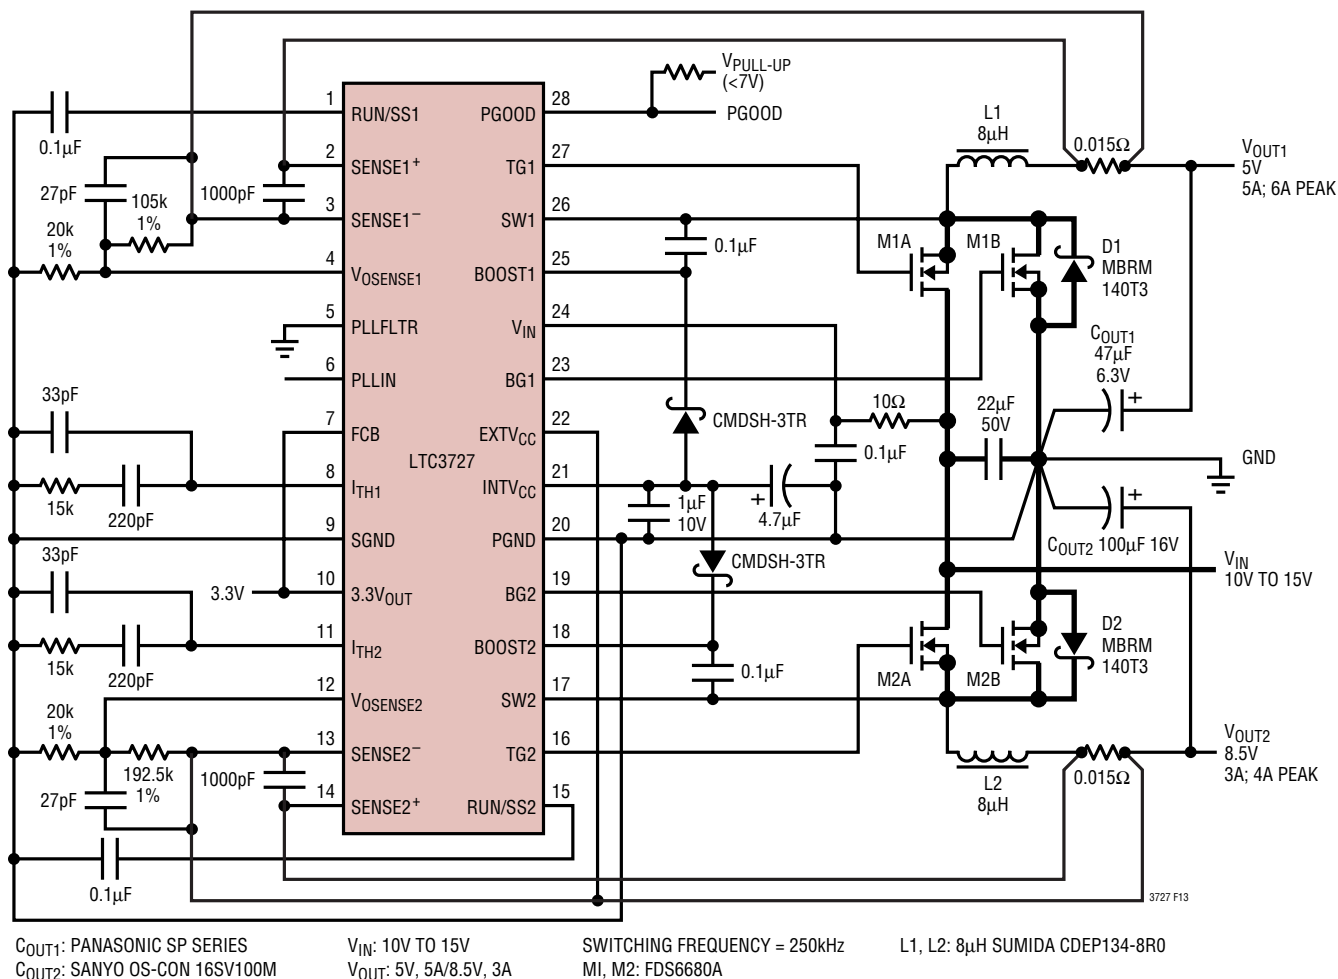 V_PULL-UP
(<7V)
PGOOD
0.1µF
27pF
105k
1%
20k
1%
1000pF
1
2
3
4
5
6
7
8
9
10
11
12
13
14
RUN/SS1
SENSE1+
SENSE1–
VOSENSE1
PLLFLTR
PLLIN
FCB
ITH1
SGND
3.3VOUT
ITH2
VOSENSE2
SENSE2–
SENSE2+
LTC3727
PGOOD
TG1
SW1
BOOST1
VIN
BG1
EXTVCC
INTVCC
PGND
BG2
BOOST2
SW2
TG2
RUN/SS2
28
27
26
25
24
23
22
21
20
19
18
17
16
15
33pF
15k
220pF
33pF
3.3V
15k
220pF
20k
1%
192.5k
1%
27pF
1000pF
0.1µF
0.1µF
CMDSH-3TR
10Ω
0.1µF
1µF
10V
4.7µF
CMDSH-3TR
0.1µF
L1
8µH
0.015Ω
VOUT1
5V
5A; 6A PEAK
M1A
M1B
D1
MBRM
140T3
COUT1
47µF
6.3V
+
22µF
50V
GND
+
+
COUT2 100µF 16V
VIN
10V TO 15V
M2A
M2B
D2
MBRM
140T3
L2
8µH
0.015Ω
VOUT2
8.5V
3A; 4A PEAK
3727 F13
COUT1: PANASONIC SP SERIES
COUT2: SANYO OS-CON 16SV100M
VIN: 10V TO 15V
VOUT: 5V, 5A/8.5V, 3A
SWITCHING FREQUENCY = 250kHz
MI, M2: FDS6680A
L1, L2: 8µH SUMIDA CDEP134-8R0